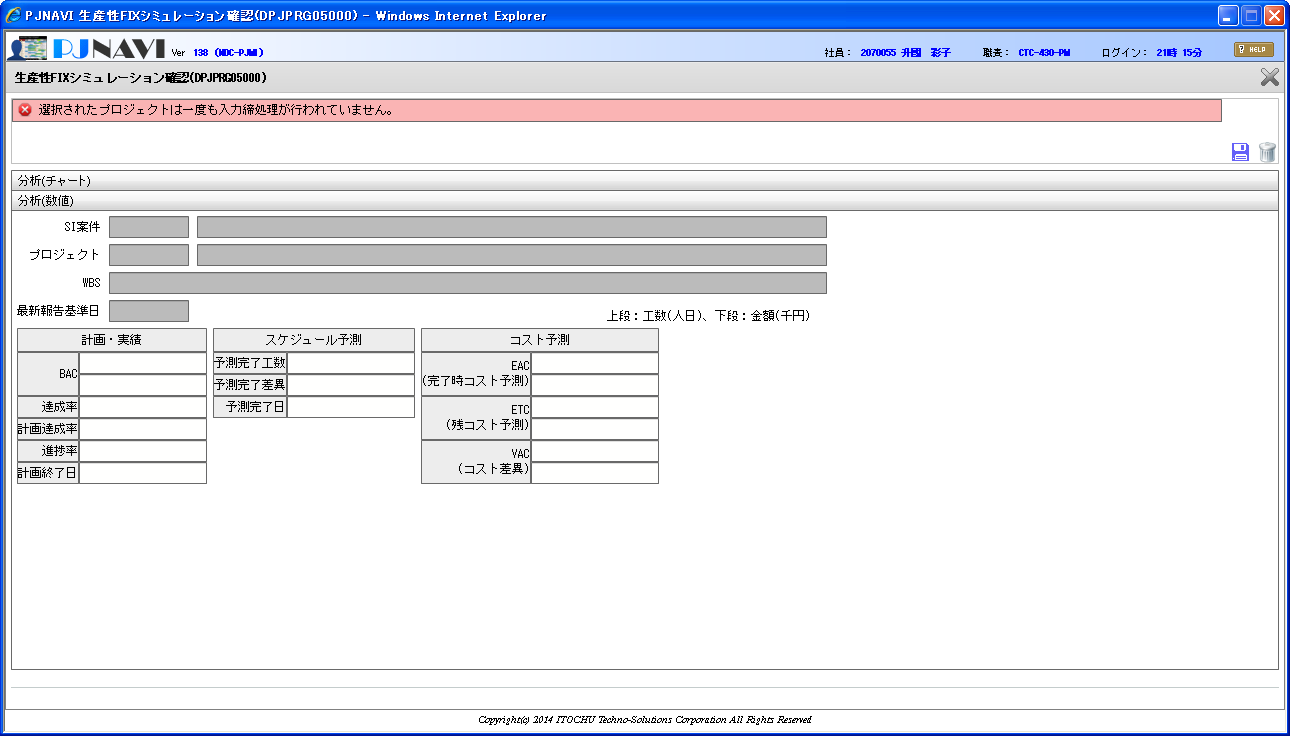 PJNAVI 生産性FIXシミュレーション確認(DPJPRG05000) - Windows Internet Explorer
PJNAVI Ver 138 (NDC-PJMI) 社員： 2070055 升國 彩子 職責： CTC-430-PM ログイン： 21時 15分 ? HELP
生産性FIXシミュレーション確認(DPJPRG05000)
選択されたプロジェクトは一度も入力締処理が行われていません。
分析(チャート)
分析(数値)
SI案件
プロジェクト
WBS
最新報告基準日
上段：工数(人日)、下段：金額(千円)
計画・実績 スケジュール予測 コスト予測
BAC
達成率
計画達成率
進捗率
計画終了日
予測完了工数
予測完了差異
予測完了日
EAC
(完了時コスト予測)
ETC
(残コスト予測)
VAC
(コスト差異)
Copyright(c) 2014 ITOCHU Techno-Solutions Corporation All Rights Reserved